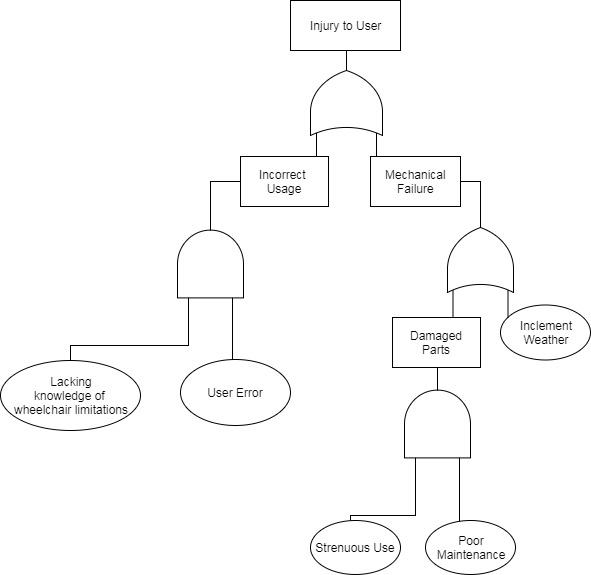 Injury to User
Incorrect
Usage
Mechanical
Failure
Damaged
Parts
Inclement
Weather
Lacking
knowledge of
wheelchair limitations
User Error
Strenuous Use
Poor
Maintenance